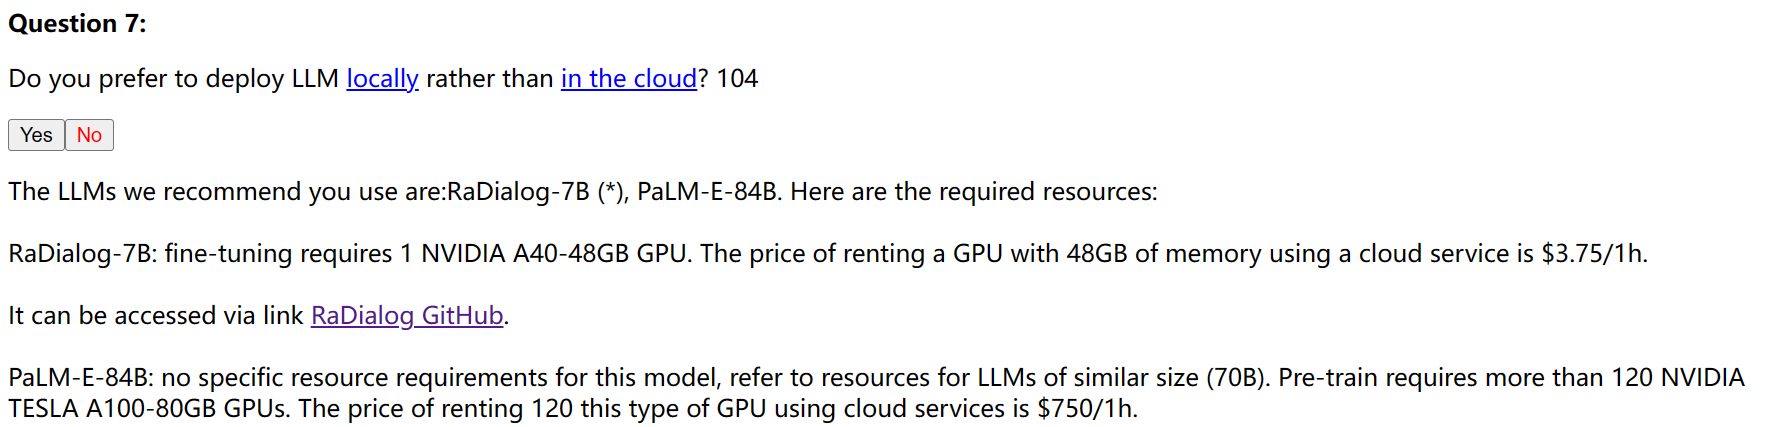 Question 7:
Do you prefer to deploy LLM locally rather than in the cloud? 104
Yes No
The LLMs we recommend you use are:RaDialog-7B (*), PaLM-E-84B. Here are the required resources:
RaDialog-7B: fine-tuning requires 1 NVIDIA A40-48GB GPU. The price of renting a GPU with 48GB of memory using a cloud service is $3.75/1h.
It can be accessed via link RaDialog GitHub.
PaLM-E-84B: no specific resource requirements for this model, refer to resources for LLMs of similar size (70B). Pre-train requires more than 120 NVIDIA
TESLA A100-80GB GPUs. The price of renting 120 this type of GPU using cloud services is $750/1h.